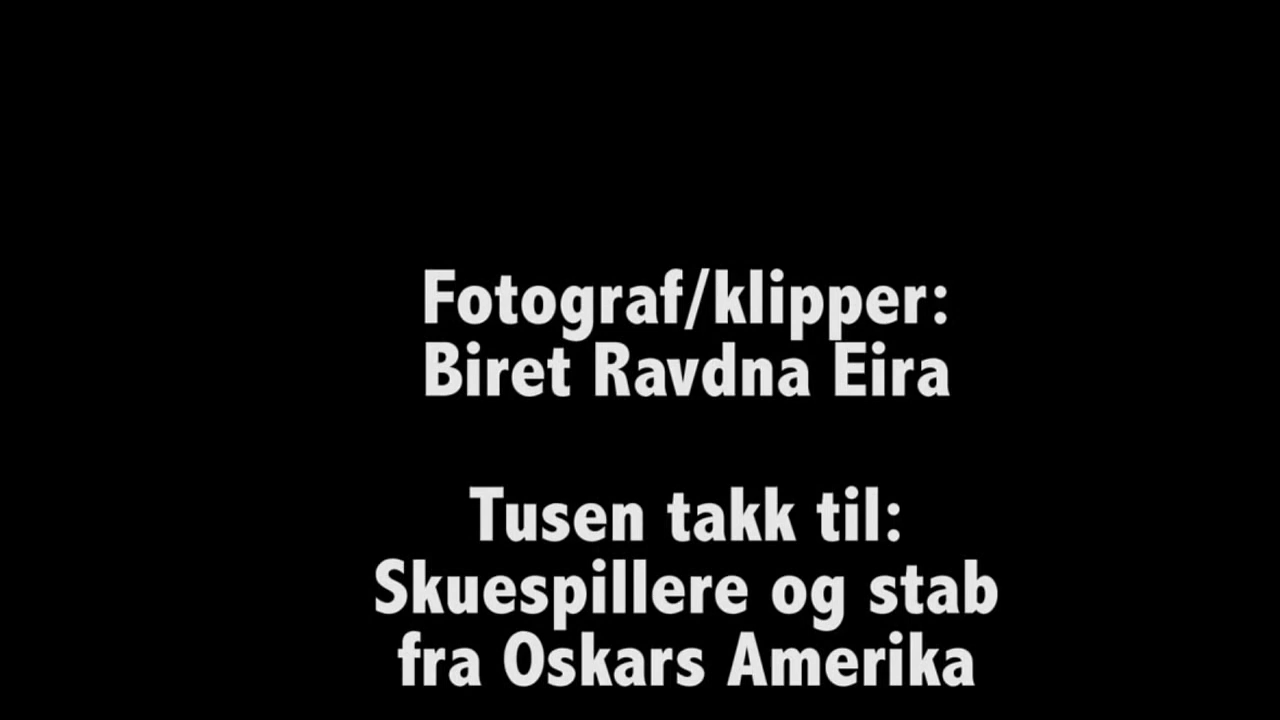 Fotograf/klipper:
Biret Ravdna Eira
Tusen takk til:
Skuespillere og stab
fra Oskars Amerika